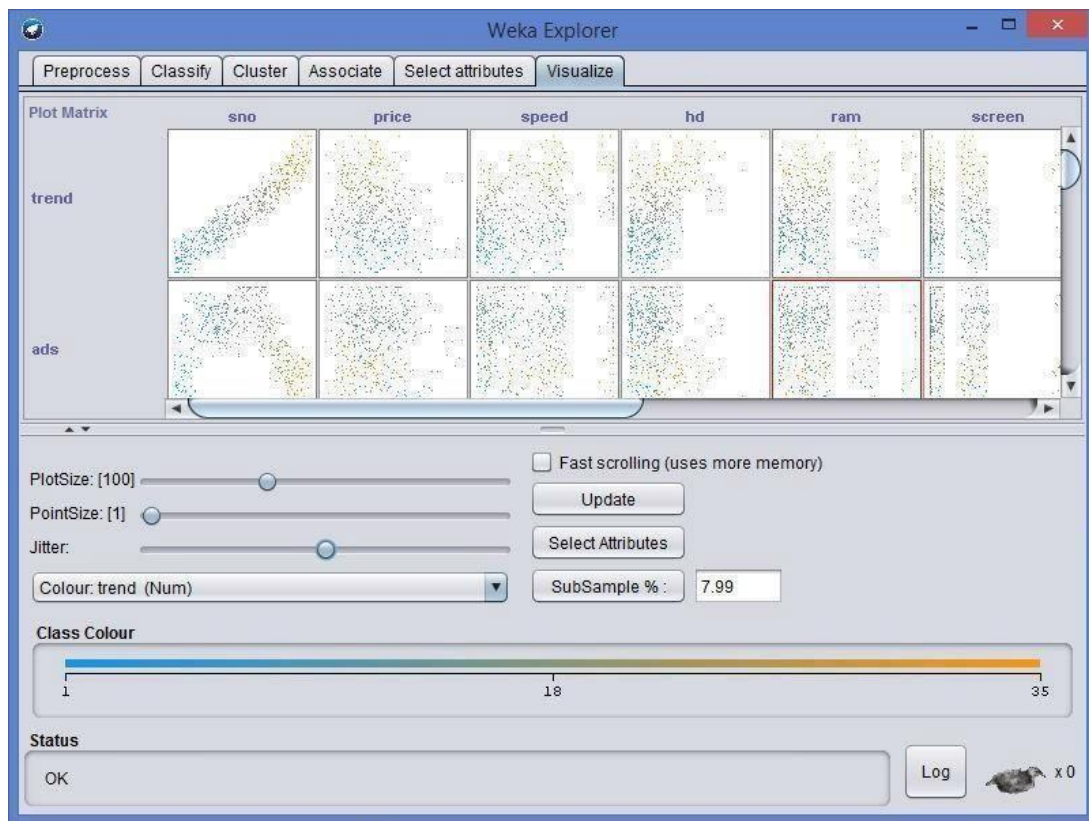 Weka Explorer
Preprocess Classify Cluster Associate Select attributes Visualize
Plot Matrix sno price speed hd ram screen
trend
ads
PlotSize: [100]
PointSize: [1]
Jitter:
Fast scrolling (uses more memory)
Update
Select Attributes
Colour: trend (Num)
SubSample % : 7.99
Class Colour
1 18 35
Status
OK
Log
x 0